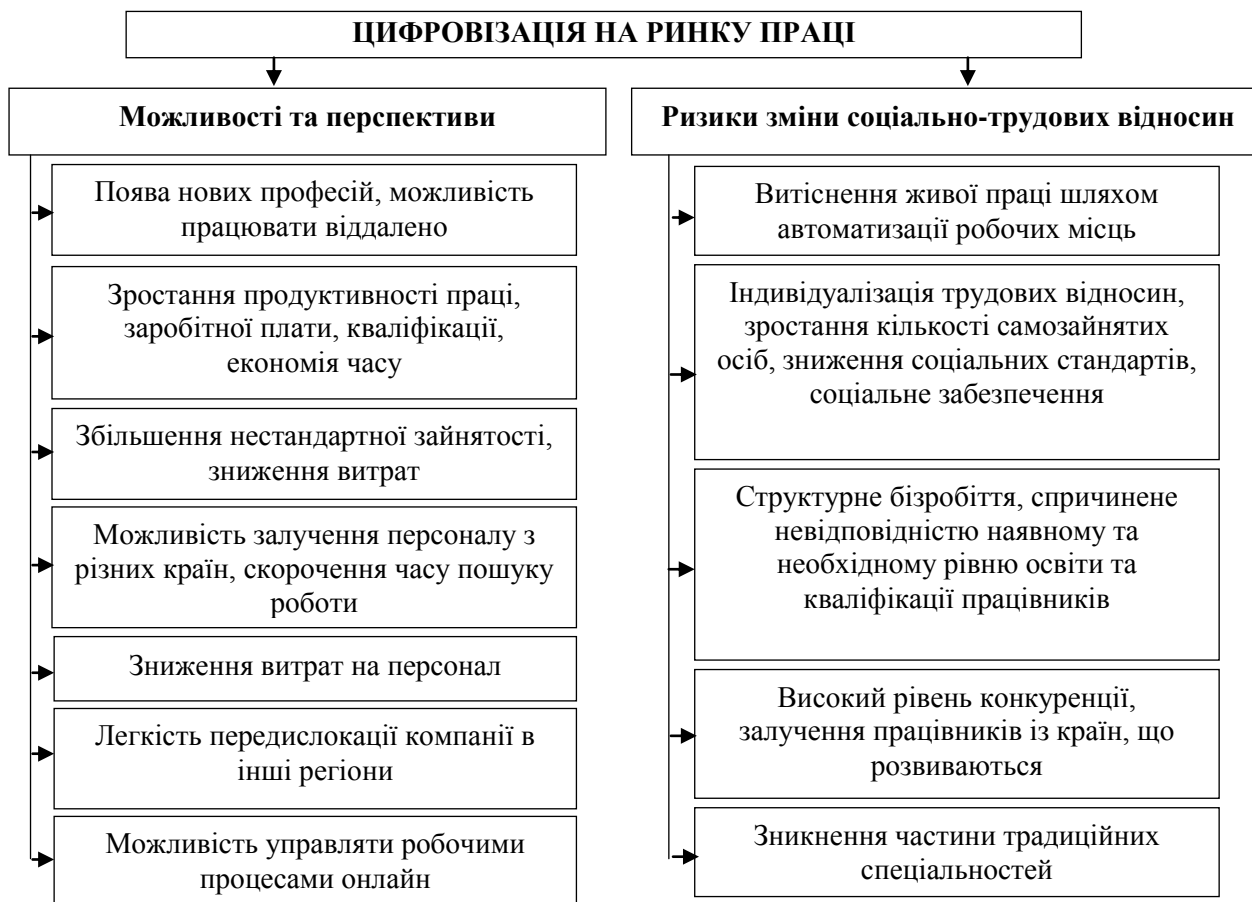 ЦИФРОВІЗАЦІЯ НА РИНКУ ПРАЦІ
Можливості та перспективи
Поява нових професій, можливість
працювати віддалено
Зростання продуктивності праці,
заробітної плати, кваліфікації,
економія часу
Збільшення нестандартної зайнятості,
зниження витрат
Можливість залучення персоналу з
різних країн, скорочення часу пошуку
роботи
Зниження витрат на персонал
Легкість передислокації компанії в
інші регіони
Можливість управляти робочими
процесами онлайн
Ризики зміни соціально-трудових відносин
Витіснення живої праці шляхом
автоматизації робочих місць
Індивідуалізація трудових відносин,
зростання кількості самозайнятих
осіб, зниження соціальних стандартів,
соціальне забезпечення
Структурне бізробіття, спричинене
невідповідністю наявному та
необхідному рівню освіти та
кваліфікації працівників
Високий рівень конкуренції,
залучення працівників із країн, що
розвиваються
Зникнення частини традиційних
спеціальностей